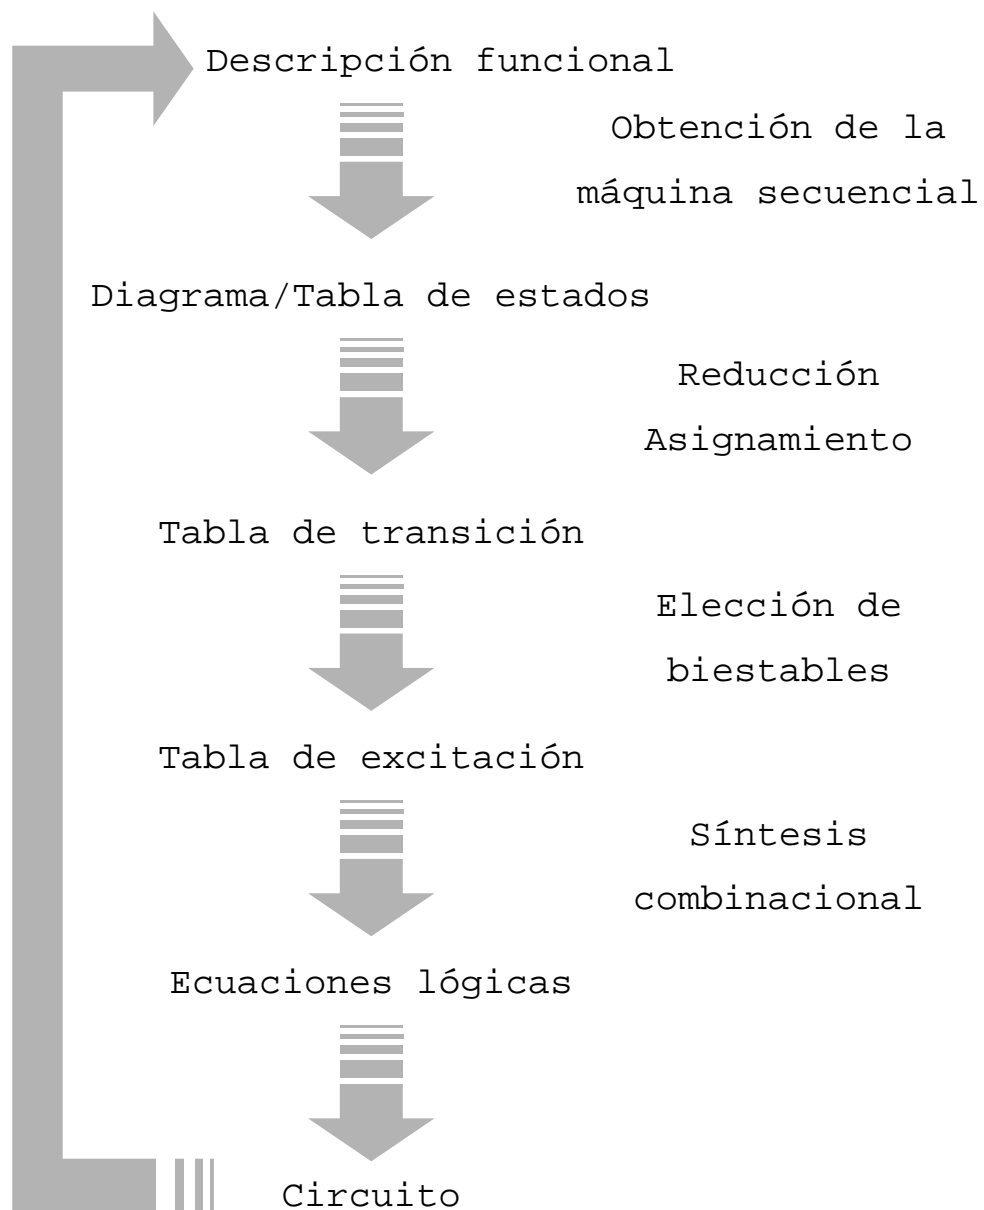 Descripción funcional
Obtención de la
máquina secuencial
Diagrama/Tabla de estados
Reducción
Asignamiento
Tabla de transición
Elección de
biestables
Tabla de excitación
Síntesis
combinacional
Ecuaciones lógicas
Circuito